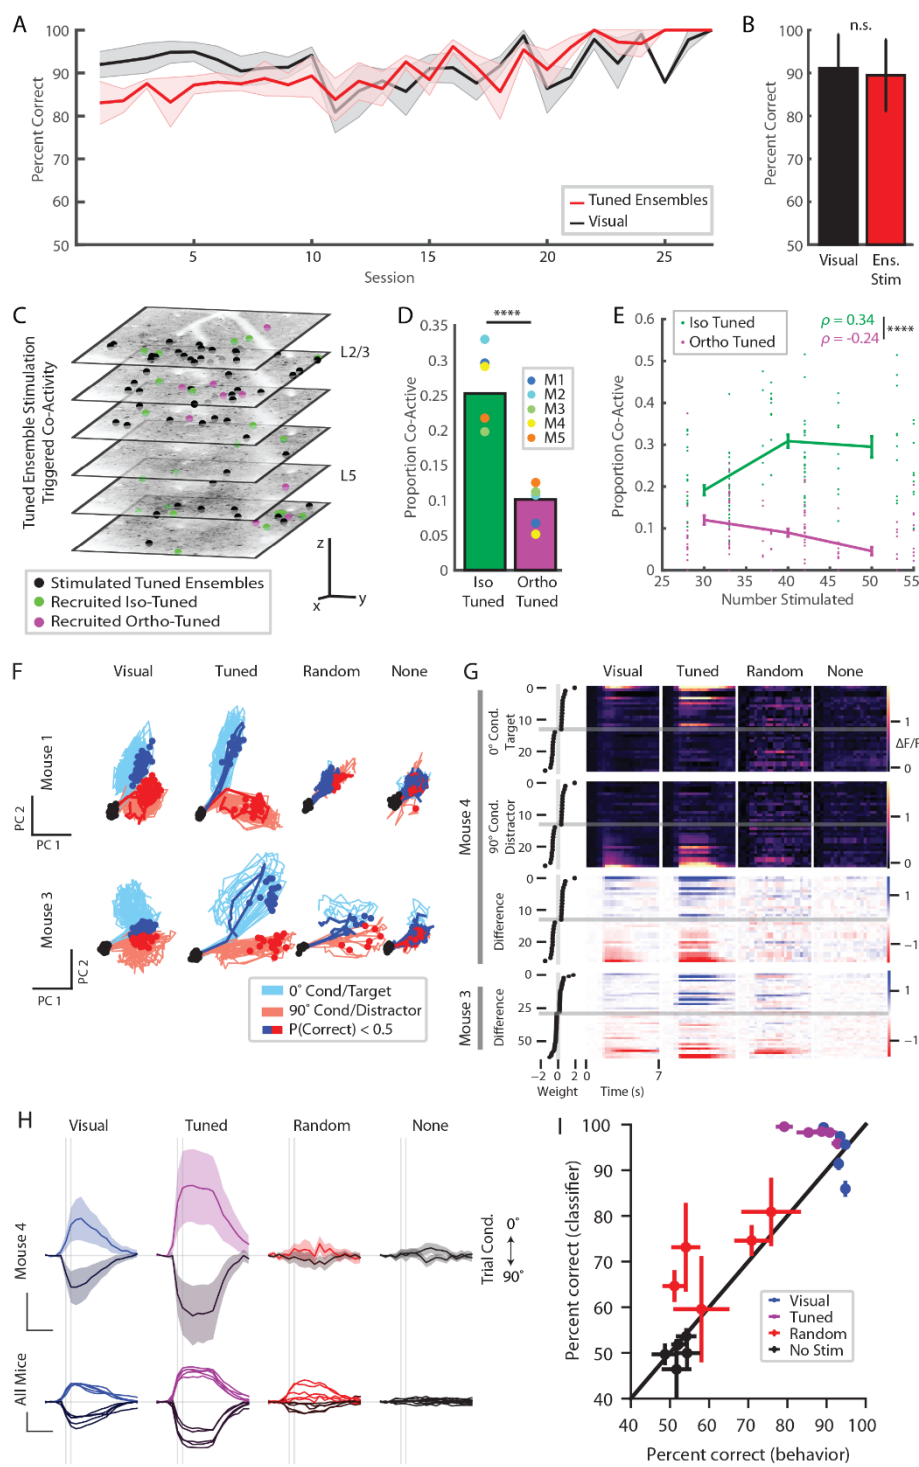 A
B
Percent Correct
100
90
80
70
60
50
5
10
15
20
25
Session
Tuned Ensembles
Visual
Percent Correct
100
90
80
70
60
50
n.s.
Visual
Ens.
Stim
C
Tuned Ensemble Stimulation
Triggered Co-Activity
L2/3
L5
z
x
y
Stimulated Tuned Ensembles
Recruited Iso-Tuned
Recruited Ortho-Tuned
D
****
Proportion Co-Active
0.35
0.3
0.25
0.2
0.15
0.1
0.05
0
M1
M2
M3
M4
M5
Iso
Tuned
Ortho
Tuned
E
Iso Tuned
Ortho Tuned
ρ = 0.34
ρ = -0.24
****
Proportion Co-Active
0.6
0.5
0.4
0.3
0.2
0.1
0
25
30
35
40
45
50
55
Number Stimulated
F
Visual
Tuned
Random
None
Mouse 1
PC 2
PC 1
Mouse 3
PC 2
PC 1
0° Cond/Target
90° Cond/Distractor
P(Correct) < 0.5
G
Visual
Tuned
Random
None
Mouse 4
0° Cond.
Target
0
10
20
1
ΔF/F
0
90° Cond.
Distractor
0
10
20
1
0
Difference
0
10
20
1
−1
Mouse 3
Difference
0
25
50
1
−1
−2
0
2
0
7
Weight
Time (s)
H
Visual
Tuned
Random
None
Mouse 4
Trial Cond.
0°
90°
All Mice
I
Percent correct (classifier)
100
90
80
70
60
50
40
Visual
Tuned
Random
No Stim
40
50
60
70
80
90
100
Percent correct (behavior)